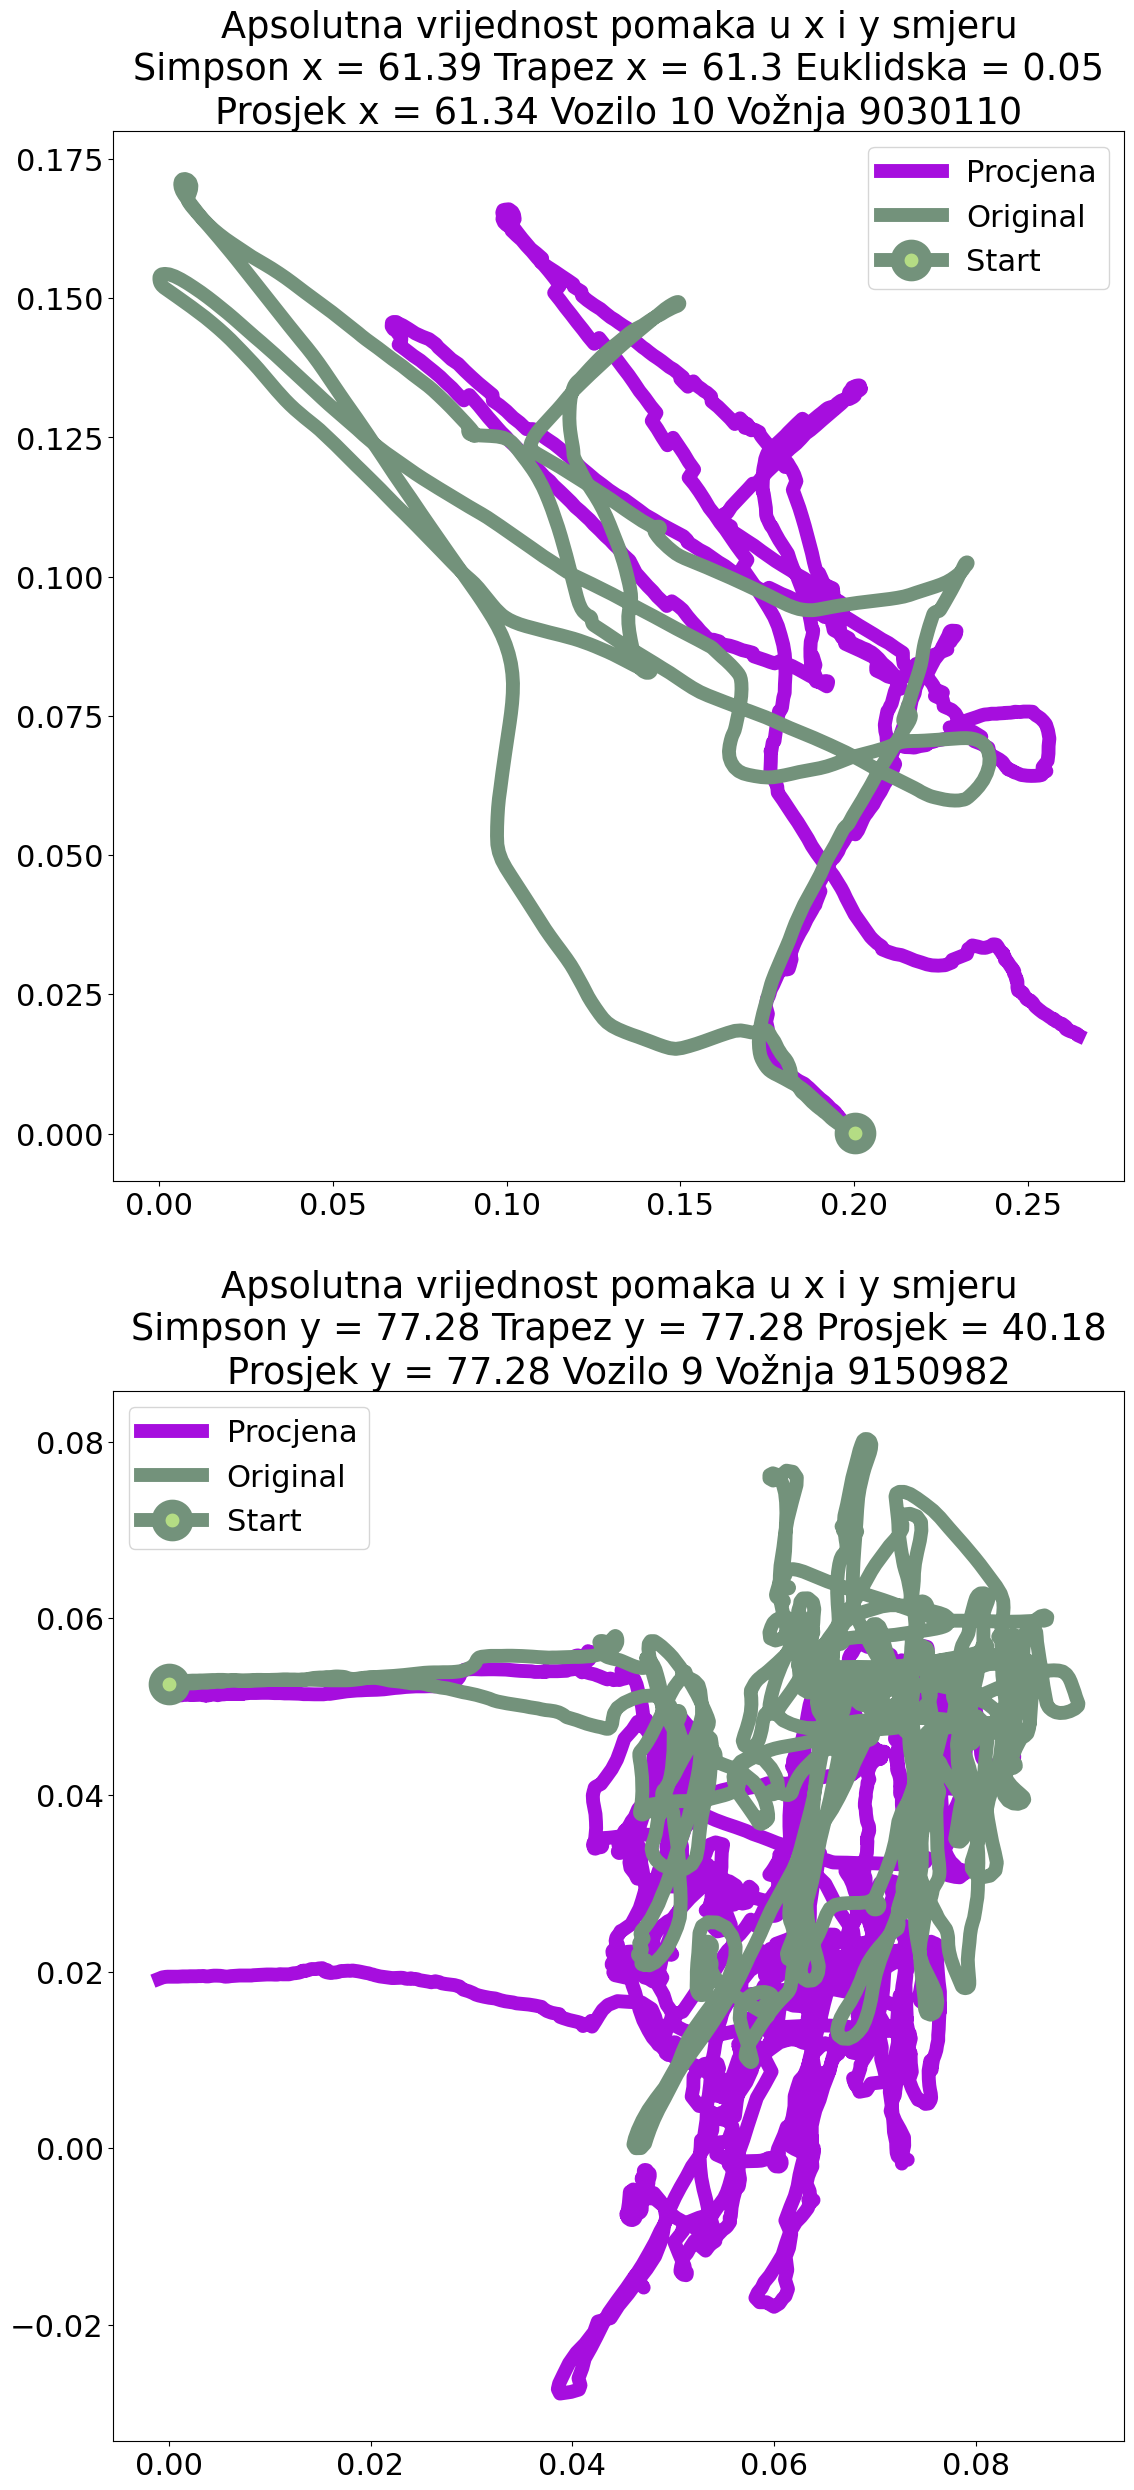 Apsolutna vrijednost pomaka u x i y smjeru
Simpson x = 61.39 Trapez x = 61.3 Euklidska = 0.05
Prosjek x = 61.34 Vozilo 10 Vožnja 9030110
Procjena
Original
Start
0.175
0.150
0.125
0.100
0.075
0.050
0.025
0.000
0.00 0.05 0.10 0.15 0.20 0.25
Apsolutna vrijednost pomaka u x i y smjeru
Simpson y = 77.28 Trapez y = 77.28 Prosjek = 40.18
Prosjek y = 77.28 Vozilo 9 Vožnja 9150982
Procjena
Original
Start
0.08
0.06
0.04
0.02
0.00
−0.02
0.00 0.02 0.04 0.06 0.08